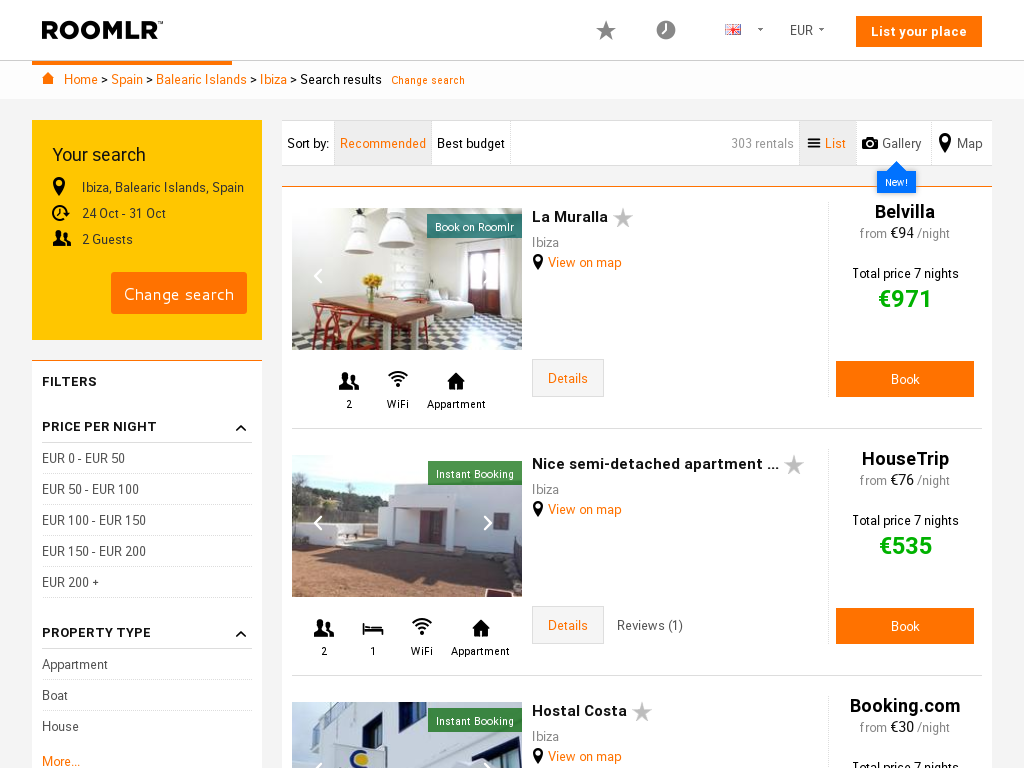 ROOMLR™
EUR
List your place
Home > Spain > Balearic Islands > Ibiza > Search results Change search
Your search
Ibiza, Balearic Islands, Spain
24 Oct - 31 Oct
2 Guests
Change search
FILTERS
PRICE PER NIGHT
EUR 0 - EUR 50
EUR 50 - EUR 100
EUR 100 - EUR 150
EUR 150 - EUR 200
EUR 200 +
PROPERTY TYPE
Appartment
Boat
House
More...
Sort by: Recommended Best budget
303 rentals List Gallery Map
New!
Book on Roomlr
La Muralla
Ibiza
View on map
Details
2 WiFi Appartment
Belvilla
from €94 /night
Total price 7 nights
€971
Book
Instant Booking
Nice semi-detached apartment ...
Ibiza
View on map
Details Reviews (1)
2 1 WiFi Appartment
HouseTrip
from €76 /night
Total price 7 nights
€535
Book
Instant Booking
Hostal Costa
Ibiza
View on map
Booking.com
from €30 /night
Total price 7 nights